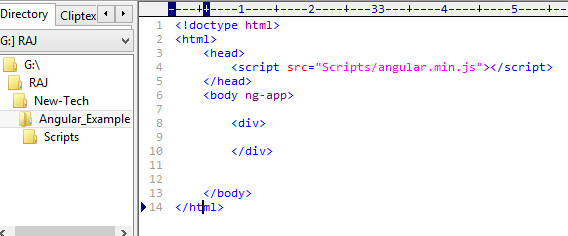 Directory Cliptex
G:] RAJ
G:\
RAJ
New-Tech
Angular_Example
Scripts
----+----1----+----2----+----33----+----4----+----5----+---
1 <!doctype html>
2 <html>
3 <head>
4 <script src="Scripts/angular.min.js"></script>
5 </head>
6 <body ng-app>
7
8 <div>
9
10 </div>
11
12
13 </body>
14 </html>